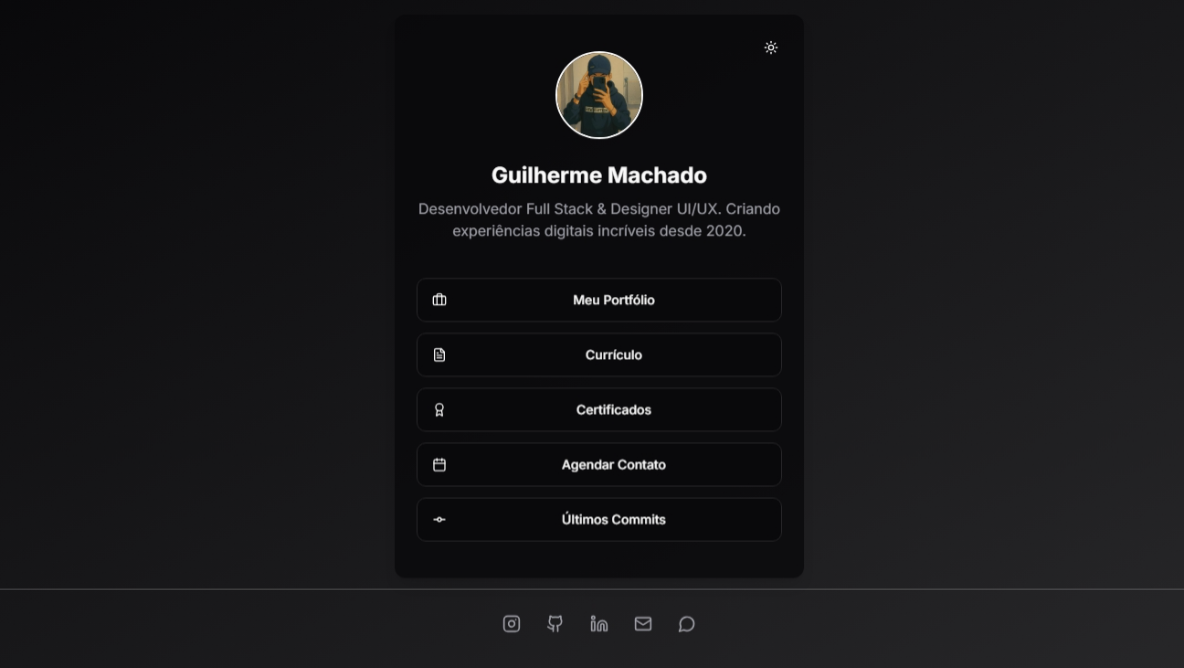 Guilherme Machado
Desenvolvedor Full Stack & Designer UI/UX. Criando
experiências digitais incríveis desde 2020.
Meu Portfólio
Currículo
Certificados
Agendar Contato
Últimos Commits